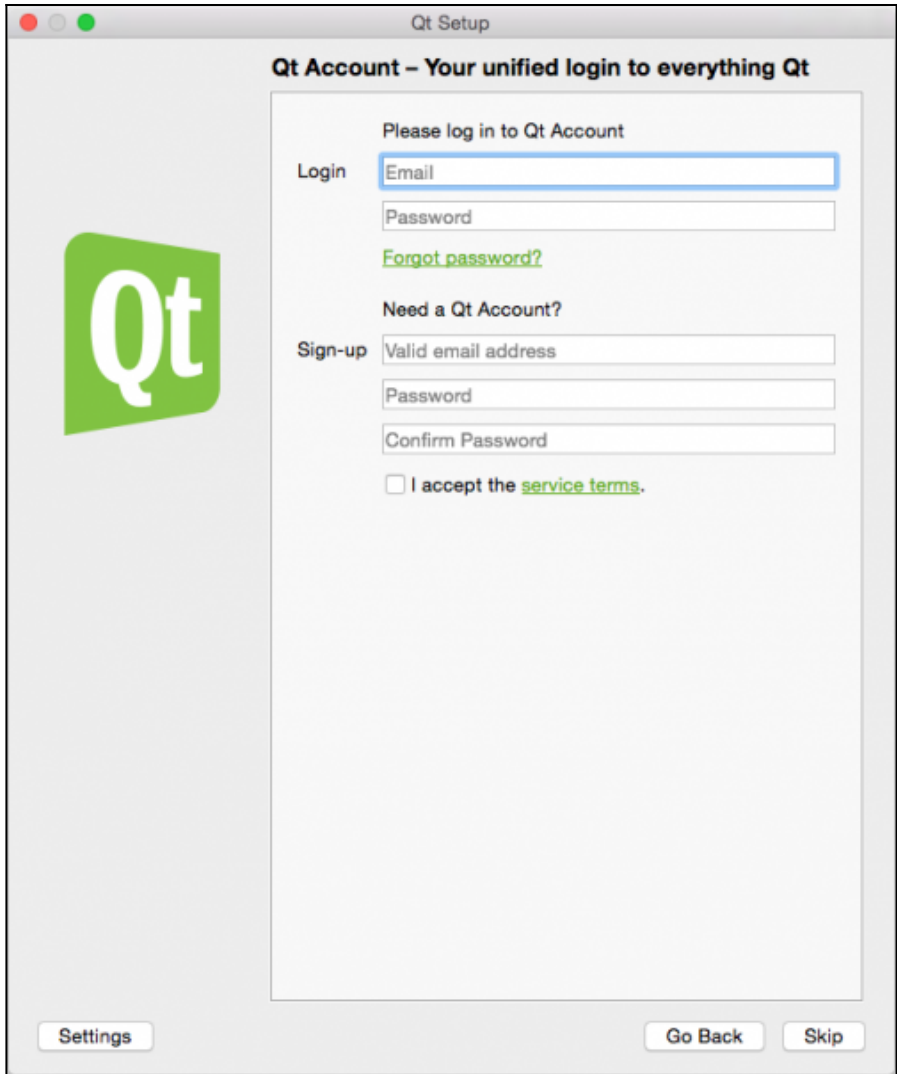 Qt Setup
Qt Account – Your unified login to everything Qt
Please log in to Qt Account
Login Email
Password
Forgot password?
Need a Qt Account?
Sign-up Valid email address
Password
Confirm Password
I accept the service terms.
Qt
Settings Go Back Skip